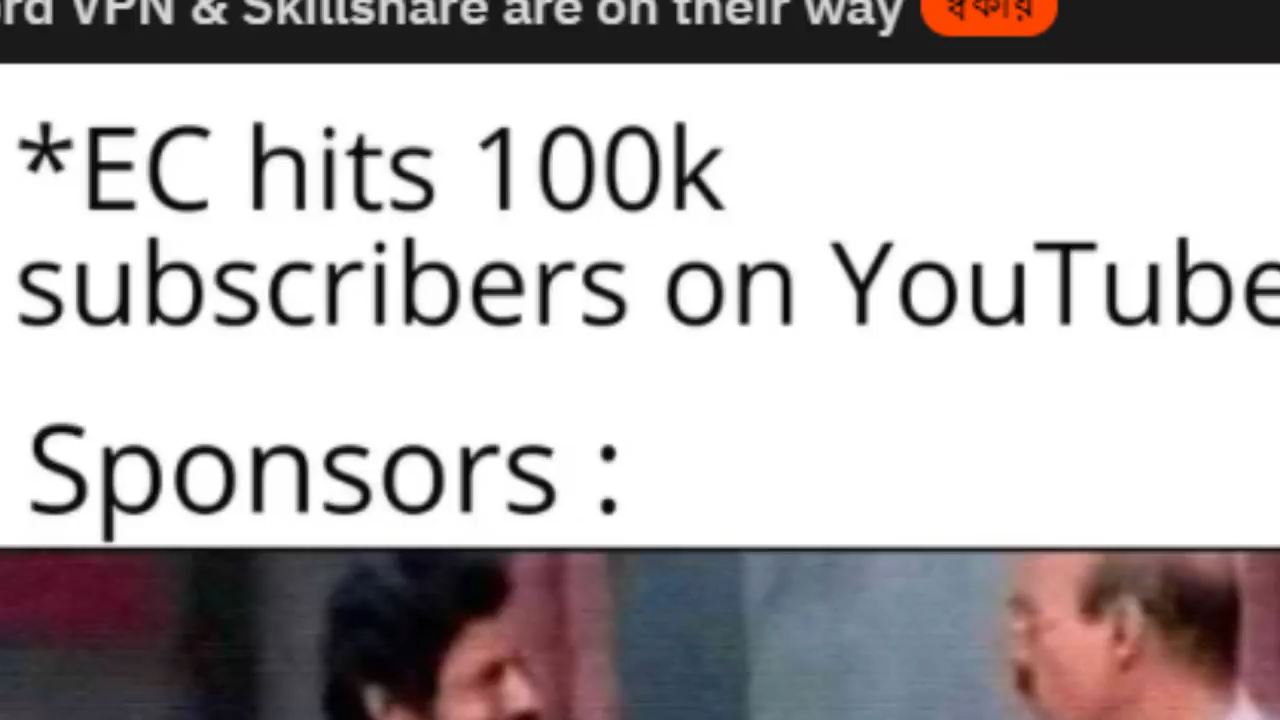 VPN & Skillshare are on their way
*EC hits 100k
subscribers on YouTube
Sponsors :